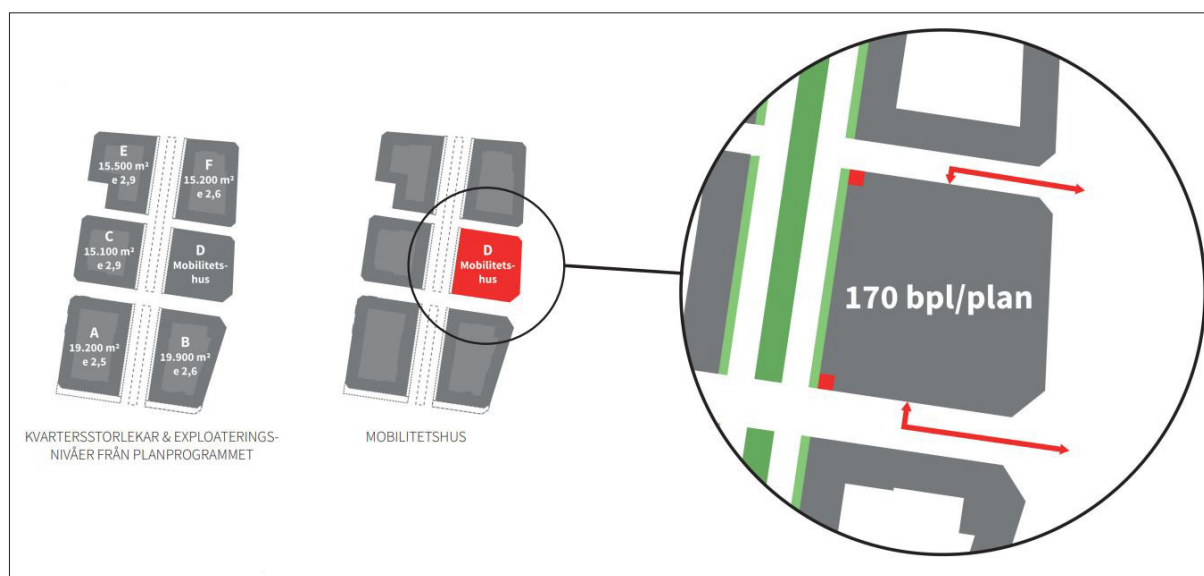 E
15.500 m²
e 2,9
F
15.200 m²
e 2,6
C
15.100 m²
e 2,9
D
Mobilitets-
hus
A
19.200 m²
e 2,5
B
19.900 m²
e 2,6
KVARTERSSTORLEKAR & EXPLOATERINGS-
NIVÅER FRÅN PLANPROGRAMMET
D
Mobilitets-
hus
MOBILITETSHUS
170 bpl/plan